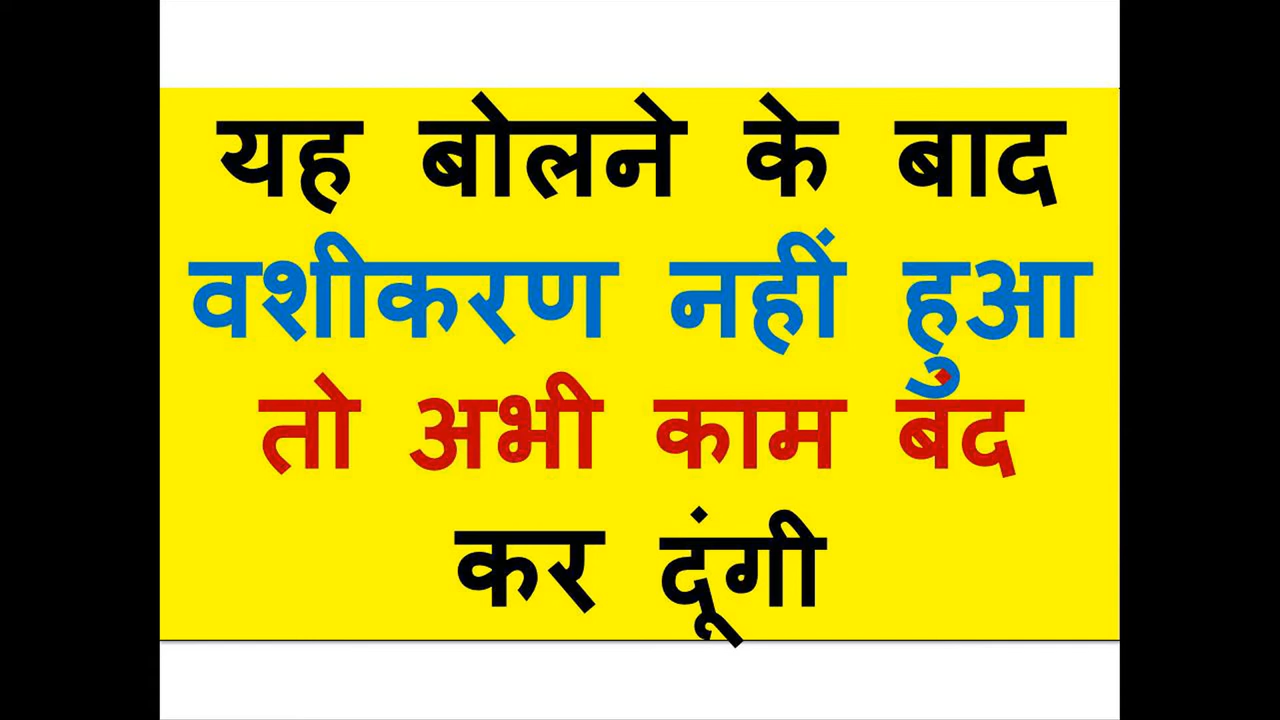 यह बोलने के बाद
वशीकरण नहीं हुआ
तो अभी काम बंद
कर दूंगी